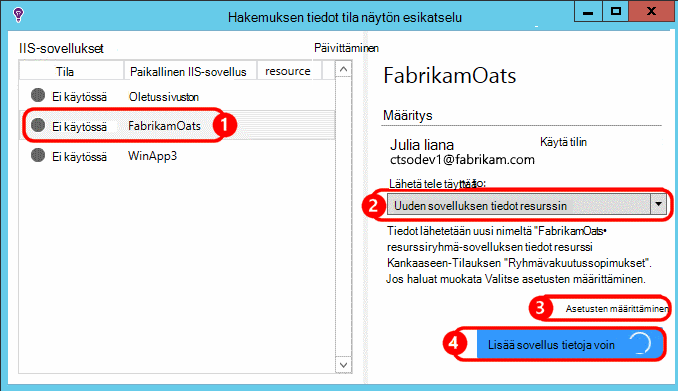 Hakemuksen tiedot tila näytön esikatselu
IIS-sovellukset Päivittäminen
Tila Paikallinen IIS-sovellus resource
Ei käytössä Oletussivuston
Ei käytössä FabrikamOats 1
Ei käytössä WinApp3
FabrikamOats
Määritys
Julia liana Käytä tilin
ctsodev1@fabrikam.com
Lähetä tele täyttää to:
2 Uuden sovelluksen tiedot resurssin
Tiedot lähetetään uusi nimeltä "FabrikamOats•
resurssiryhmä-sovelluksen tiedot resurssi
Kankaaseen-Tilauksen "Ryhmävakuutussopimukset".
Jos haluat muokata Valitse asetusten määrittäminen.
3 Asetusten määrittäminen
4 Lisää sovellus tietoja voin